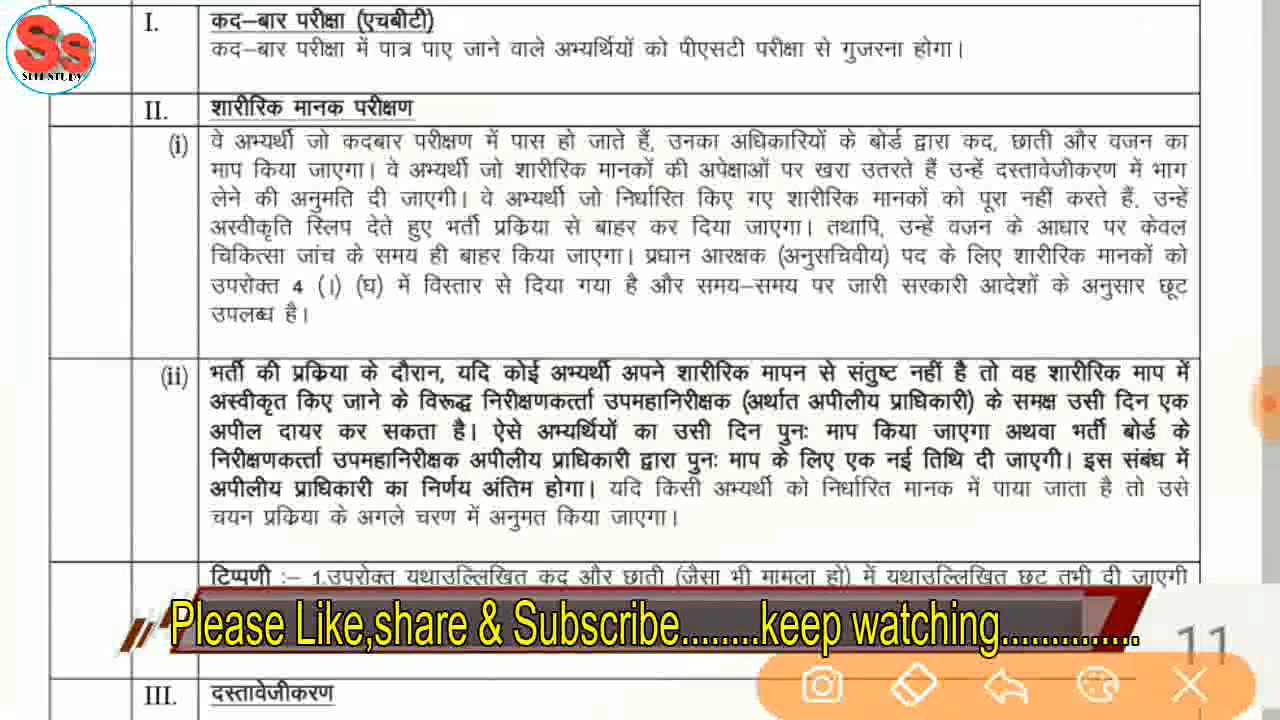 Ss
SELF STUDY
I. कद–बार परीक्षा (एचबीटी)
कद–बार परीक्षा में पात्र पाए जाने वाले अभ्यर्थियों को पीएसटी परीक्षा से गुजरना होगा।
II. शारीरिक मानक परीक्षण
(i) वे अभ्यर्थी जो कदबार परीक्षण में पास हो जाते हैं, उनका अधिकारियों के बोर्ड द्वारा कद, छाती और वजन का
माप किया जाएगा। वे अभ्यर्थी जो शारीरिक मानकों की अपेक्षाओं पर खरा उतरते हैं उन्हें दस्तावेजीकरण में भाग
लेने की अनुमति दी जाएगी। वे अभ्यर्थी जो निर्धारित किए गए शारीरिक मानकों को पूरा नहीं करते हैं, उन्हें
अस्वीकृति स्लिप देते हुए भर्ती प्रक्रिया से बाहर कर दिया जाएगा। तथापि, उन्हें वजन के आधार पर केवल
चिकित्सा जांच के समय ही बाहर किया जाएगा। प्रधान आरक्षक (अनुसचिवीय) पद के लिए शारीरिक मानकों को
उपरोक्त 4 (।) (घ) में विस्तार से दिया गया है और समय–समय पर जारी सरकारी आदेशों के अनुसार छूट
उपलब्ध है।
(ii) भर्ती की प्रक्रिया के दौरान, यदि कोई अभ्यर्थी अपने शारीरिक मापन से संतुष्ट नहीं है तो वह शारीरिक माप में
अस्वीकृत किए जाने के विरूद्ध निरीक्षणकर्त्ता उपमहानिरीक्षक (अर्थात अपीलीय प्राधिकारी) के समक्ष उसी दिन एक
अपील दायर कर सकता है। ऐसे अभ्यर्थियों का उसी दिन पुनः माप किया जाएगा अथवा भर्ती बोर्ड के
निरीक्षणकर्त्ता उपमहानिरीक्षक अपीलीय प्राधिकारी द्वारा पुनः माप के लिए एक नई तिथि दी जाएगी। इस संबंध में
अपीलीय प्राधिकारी का निर्णय अंतिम होगा। यदि किसी अभ्यर्थी को निर्धारित मानक में पाया जाता है तो उसे
चयन प्रक्रिया के अगले चरण में अनुमत किया जाएगा।
टिप्पणी :– 1.उपरोक्त यथाउल्लिखित कद और छाती (जैसा भी मामला हो) में यथाउल्लिखित छूट तभी दी जाएगी
Please Like,share & Subscribe........keep watching..............
11
III. दस्तावेजीकरण